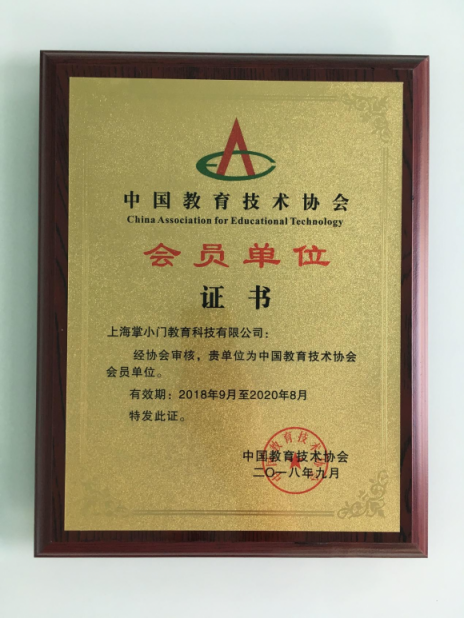 中国教育技术协会
China Association for Educational Technology
会员单位
证书
上海掌小门教育科技有限公司：
经协会审核，贵单位为中国教育技术协会
会员单位。
有效期：2018年9月至2020年8月
特发此证。
中国教育技术协会
二〇一八年九月